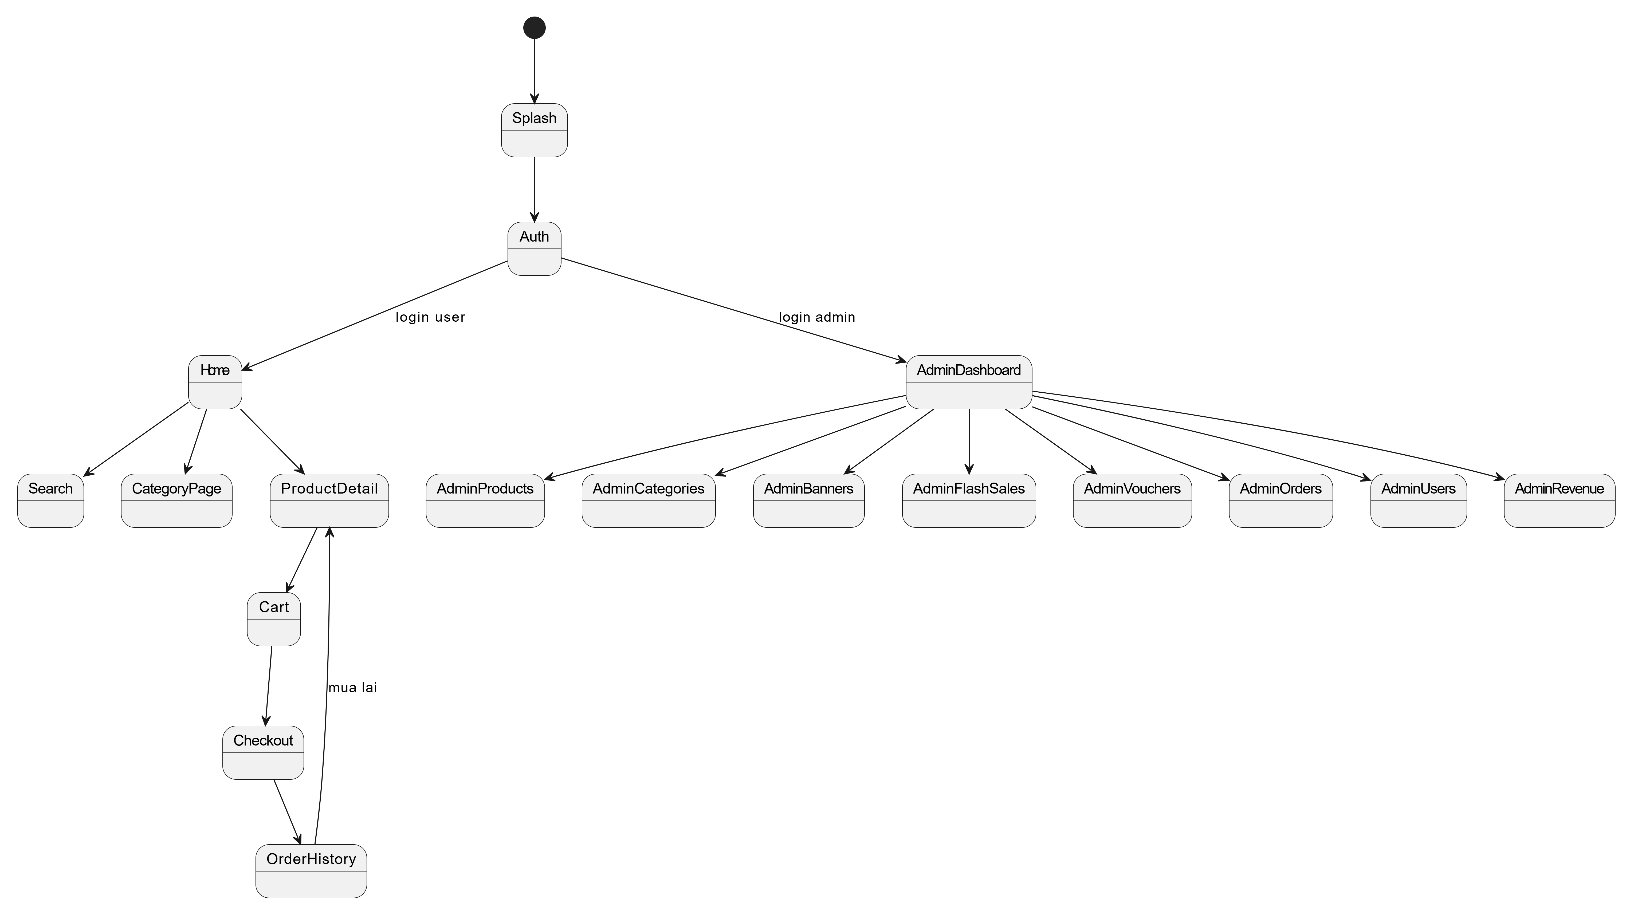 Splash
Auth
login user
login admin
Home
AdminDashboard
Search
CategoryPage
ProductDetail
AdminProducts
AdminCategories
AdminBanners
AdminFlashSales
AdminVouchers
AdminOrders
AdminUsers
AdminRevenue
Cart
mua lai
Checkout
OrderHistory